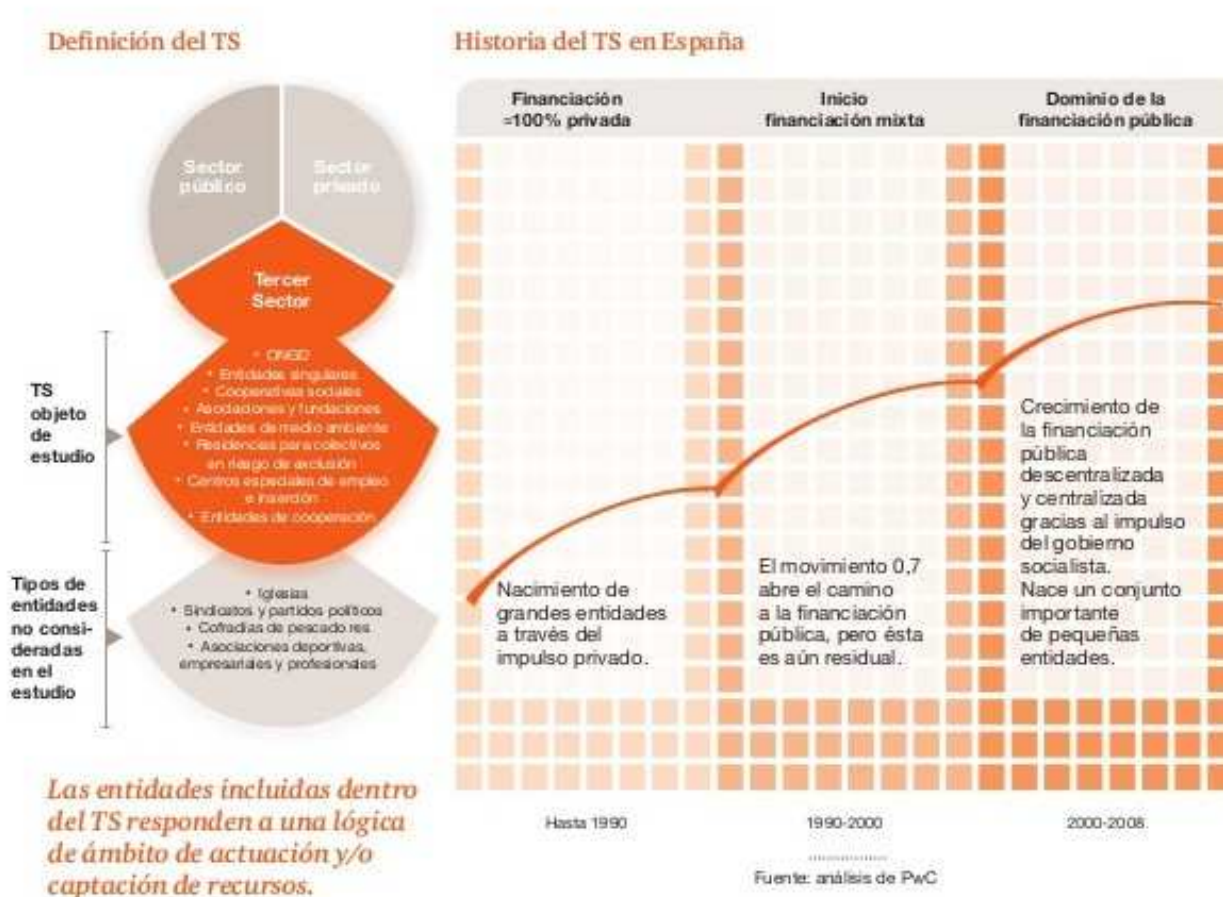 Definición del TS
Sector
público
Sector
privado
Tercer
Sector
TS
objeto
de
estudio
• ONGD
• Entidades singulares
• Cooperativas sociales
• Asociaciones y fundaciones
• Entidades de medio ambiente
• Residencias para colectivos
en riesgo de exclusión
• Centros especiales de empleo
e inserción
• Entidades de cooperación
Tipos de
entidades
no consi-
deradas
en el
estudio
• Iglesias
• Sindicatos y partidos políticos
• Cofradías de pescado res
• Asociaciones deportivas,
empresariales y profesionales
Las entidades incluidas dentro
del TS responden a una lógica
de ámbito de actuación y/o
captación de recursos.
Historia del TS en España
Financiación
≈100% privada
Inicio
financiación mixta
Dominio de la
financiación pública
Nacimiento de
grandes entidades
a través del
impulso privado.
El movimiento 0,7
abre el camino
a la financiación
pública, pero ésta
es aún residual.
Crecimiento de
la financiación
pública
descentralizada
y centralizada
gracias al impulso
del gobierno
socialista.
Nace un conjunto
importante
de pequeñas
entidades.
Hasta 1990
1990-2000
2000-2008
Fuente: análisis de PwC